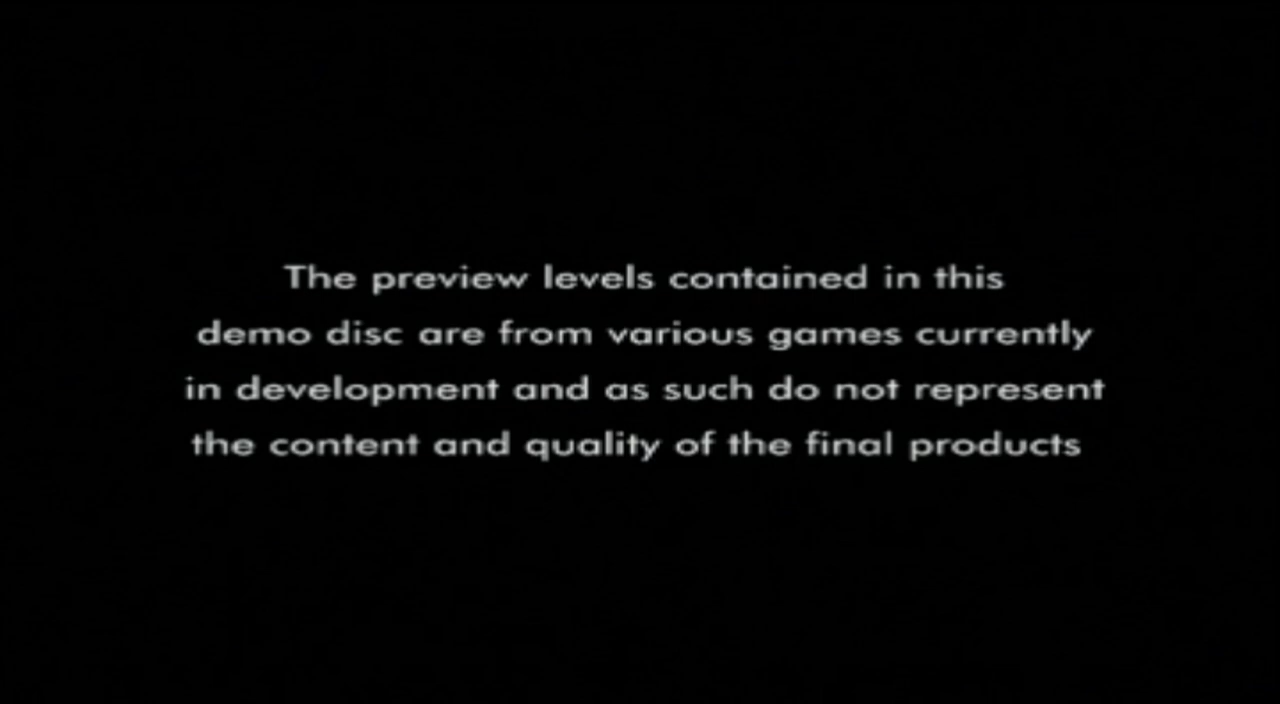 The preview levels contained in this
demo disc are from various games currently
in development and as such do not represent
the content and quality of the final products